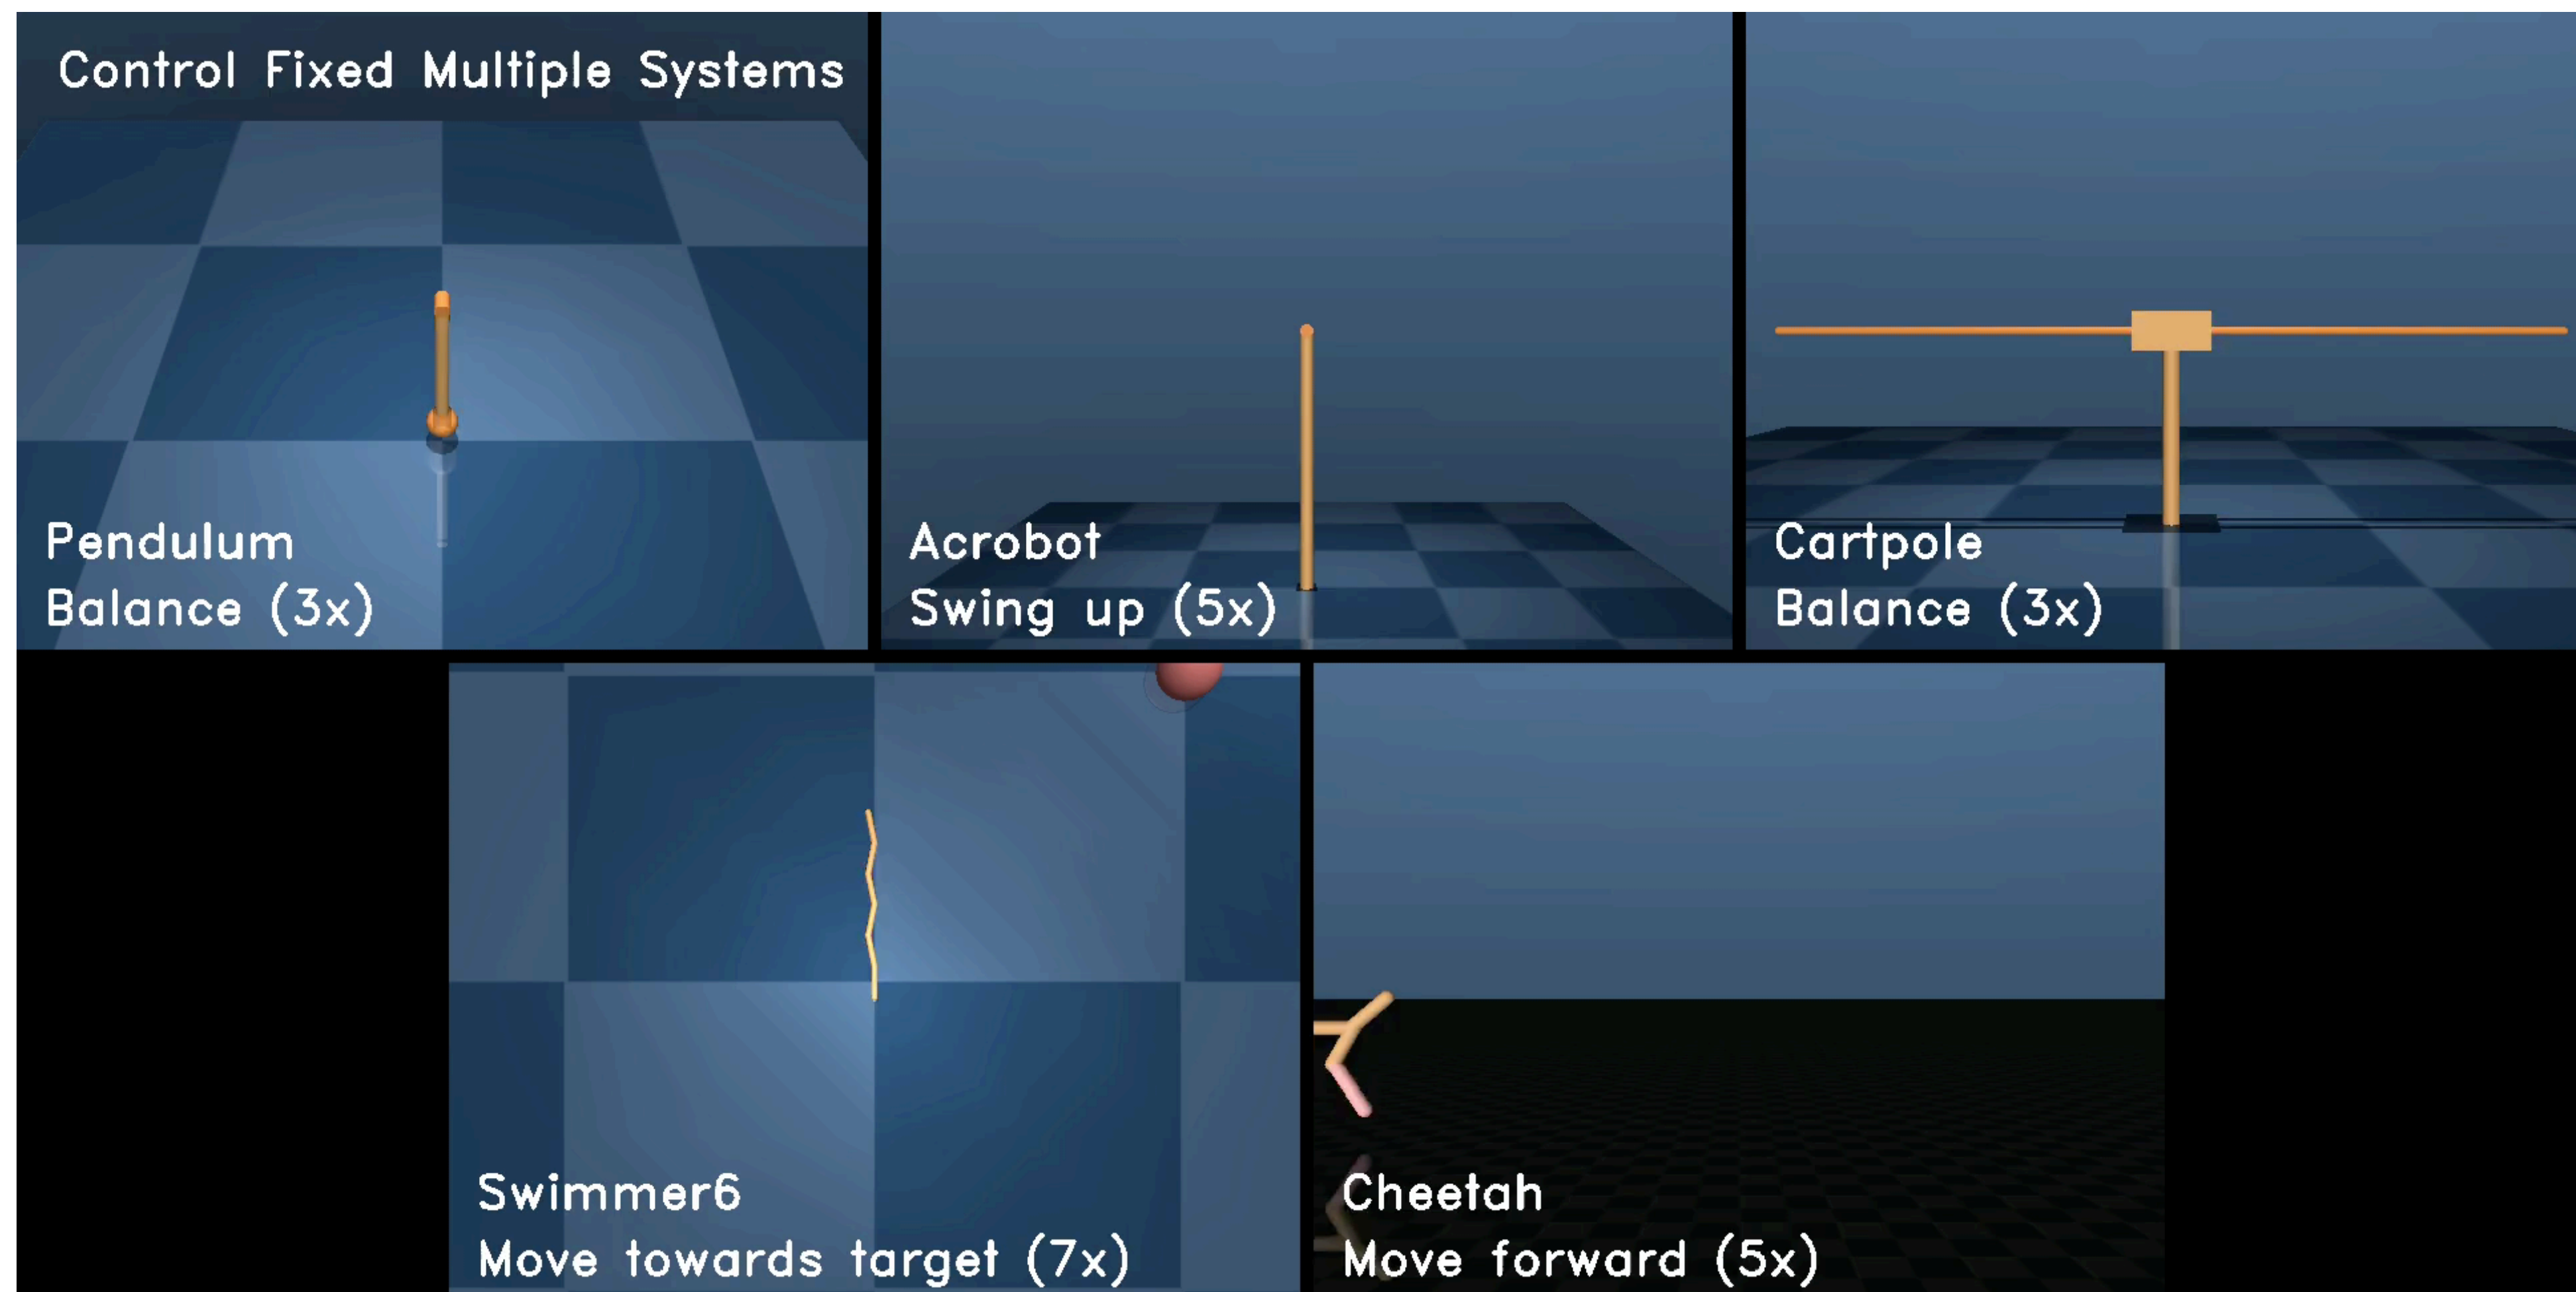 Control Fixed Multiple Systems
Pendulum
Balance (3x)
Acrobot
Swing up (5x)
Cartpole
Balance (3x)
Swimmer6
Move towards target (7x)
Cheetah
Move forward (5x)